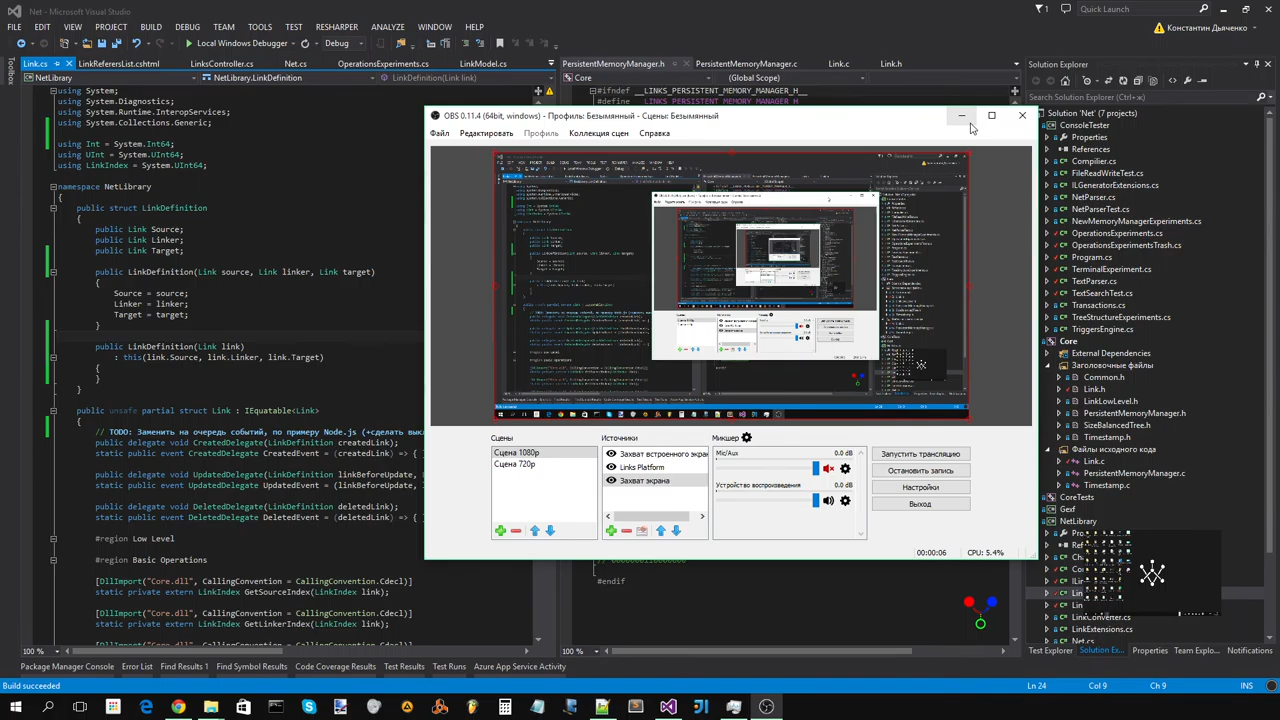 Net - Microsoft Visual Studio
1
Quick Launch (Ctrl+Q)
FILE EDIT VIEW PROJECT BUILD DEBUG TEAM TOOLS TEST RESHARPER ANALYZE WINDOW HELP
Константин Дьяченко
Local Windows Debugger
Debug
Toolbox
Link.cs LinkReferersList.cshtml LinksController.cs Net.cs OperationsExperiments.cs LinkModel.cs
NetLibrary NetLibrary.LinkDefinition LinkDefinition(Link link)
using System;
using System.Diagnostics;
using System.Runtime.InteropServices;
using System.Collections.Generic;
using Int = System.Int64;
using UInt = System.UInt64;
using LinkIndex = System.UInt64;
namespace NetLibrary
public struct LinkDefinition
{
public Link Source;
public Link Linker;
public Link Target;
public LinkDefinition(Link source, Link linker, Link target)
{
Source = source;
Linker = linker;
Target = target;
}
public LinkDefinition(Link link)
: this(link.Source, link.Linker, link.Target)
{
}
}
public unsafe partial struct Link : IEquatable<Link>
{
// TODO: Заменить на очередь событий, по примеру Node.js (+сделать выкл
public delegate void CreatedDelegate(LinkDefinition created
public static event CreatedDelegate CreatedEvent = (created
public delegate void UpdatedDelegate(LinkDefinition linkBeforeUpdate,
public static event UpdatedDelegate UpdatedEvent = (linkBeforeUpdate,
public delegate void DeletedDelegate(LinkDefinition deletedLink);
public static event DeletedDelegate DeletedEvent = (deletedLink) => {
#region Low Level
#region Basic Operations
[DllImport("Core.dll", CallingConvention = CallingConvention.Cdecl)]
static private extern LinkIndex GetSourceIndex(LinkIndex link);
[DllImport("Core.dll", CallingConvention = CallingConvention.Cdecl)]
static private extern LinkIndex GetLinkerIndex(LinkIndex link);
[DllImport("Core.dll", CallingConvention = CallingConvention.Cdecl)]
100 %
PersistentMemoryManager.h PersistentMemoryManager.c Link.c Link.h
Core (Global Scope)
#ifndef __LINKS_PERSISTENT_MEMORY_MANAGER_H__
#define __LINKS_PERSISTENT_MEMORY_MANAGER_H__
#endif
100 %
OBS 0.11.4 (64bit, windows) - Профиль: Безымянный - Сцены: Безымянный
Файл Редактировать Профиль Коллекция сцен Справка
Сцены
Сцена 1080p
Сцена 720p
Источники
Захват встроенного экра
Links Platform
Захват экрана
Микшер
Mic/Aux 0.0 dB
Устройство воспроизведения 0.0 dB
Запустить трансляцию
Остановить запись
Настройки
Выход
00:00:06 CPU: 5.4%
Solution Explorer
Search Solution Explorer (Ctrl+ж)
Solution 'Net' (7 projects)
ConsoleTester
Properties
References
Compiler.cs
FileReadWriteTest.cs
ILGeneratorExtensions.cs
NetParserTest.cs
NewMemoryManagerExperiments.cs
OperationsExperiments.cs
OperationsExperimentsTrash.cs
Program.cs
TerminalExperiment.cs
TextParser.cs
Transactions.cs
TreeOptExperiments.cs
TriggersEngine.cs
Core
External Dependencies
Заголовочные файлы
Common.h
Link.h
LinkLowLevel.h
PersistentMemoryManager.h
SizeBalancedTree.h
Timestamp.h
Файлы исходного кода
Link.c
PersistentMemoryManager.c
Timestamp.c
CoreTests
Gexf
NetLibrary
LinkConverter.cs
LinkExtensions.cs
Net.cs
Test Explorer Solution Ex... Properties Team Explo... Notifications
Package Manager Console Error List Find Results 1 Find Symbol Results Code Coverage Results Test Results Test Runs Azure App Service Activity
Build succeeded
Ln 24 Col 9 Ch 9 INS